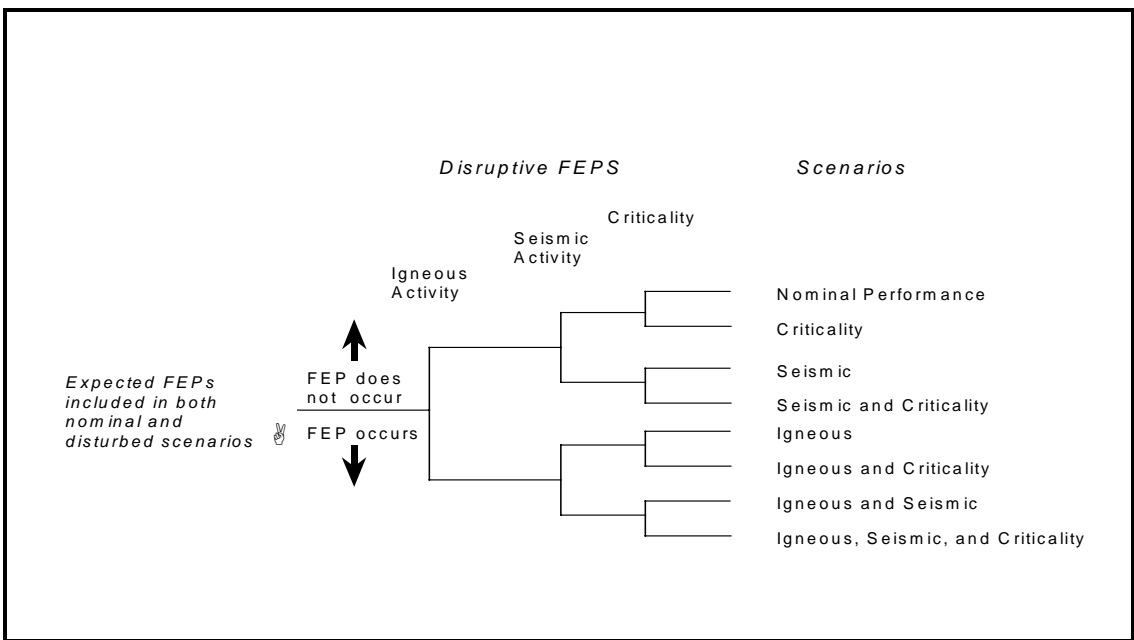 Disruptive FEPS
Scenarios
Criticality
Seismic
Activity
Igneous
Activity
Nominal Performance
Criticality
Seismic
Seismic and Criticality
Igneous
Igneous and Criticality
Igneous and Seismic
Igneous, Seismic, and Criticality
FEP does
not occur
FEP occurs
Expected FEPs
included in both
nominal and
disturbed scenarios ✌